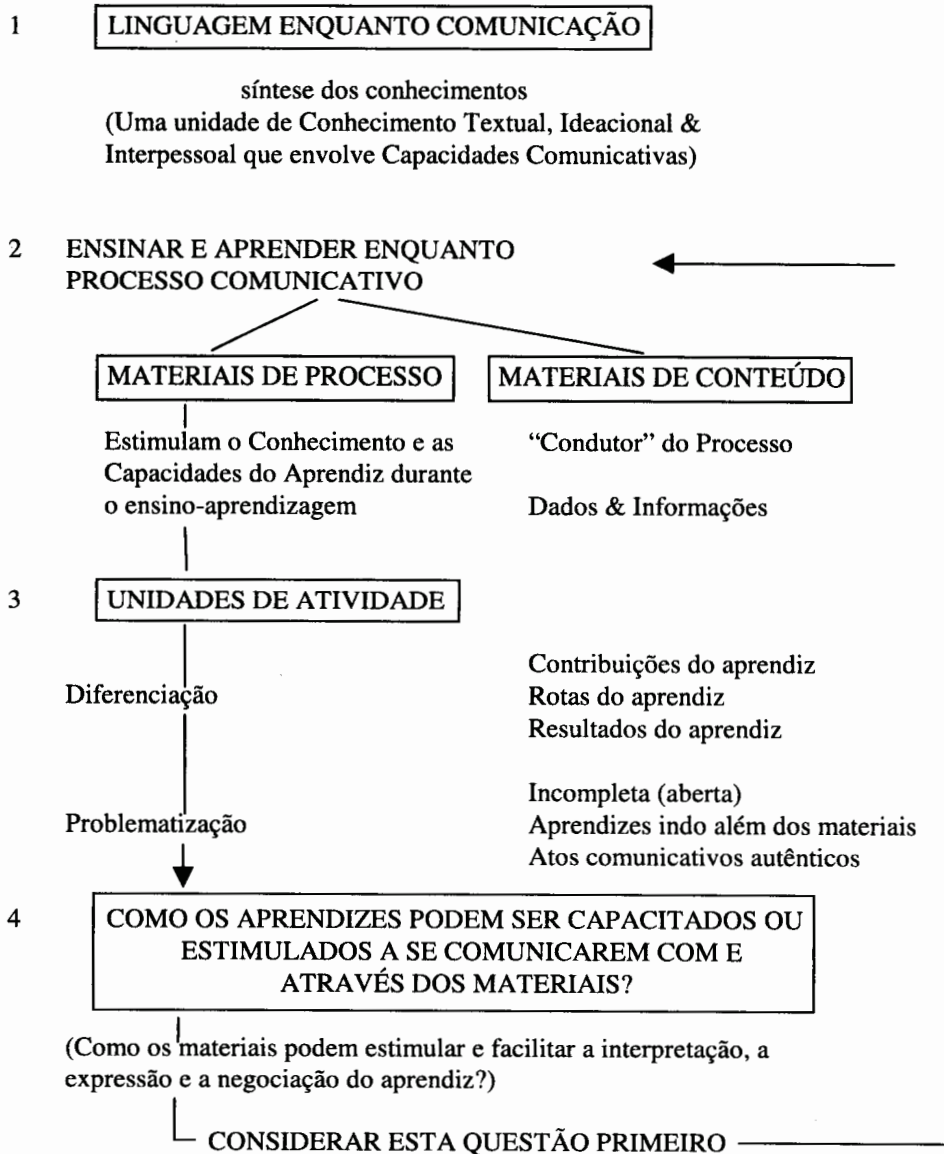 1 LINGUAGEM ENQUANTO COMUNICAÇÃO
síntese dos conhecimentos
(Uma unidade de Conhecimento Textual, Ideacional &
Interpessoal que envolve Capacidades Comunicativas)
2 ENSINAR E APRENDER ENQUANTO
PROCESSO COMUNICATIVO
MATERIAIS DE PROCESSO
Estimulam o Conhecimento e as
Capacidades do Aprendiz durante
o ensino-aprendizagem
MATERIAIS DE CONTEÚDO
“Condutor” do Processo
Dados & Informações
3 UNIDADES DE ATIVIDADE
Diferenciação
Contribuições do aprendiz
Rotas do aprendiz
Resultados do aprendiz
Problematização
Incompleta (aberta)
Aprendizes indo além dos materiais
Atos comunicativos autênticos
4 COMO OS APRENDIZES PODEM SER CAPACITADOS OU
ESTIMULADOS A SE COMUNICAREM COM E
ATRAVÉS DOS MATERIAIS?
(Como os materiais podem estimular e facilitar a interpretação, a
expressão e a negociação do aprendiz?)
CONSIDERAR ESTA QUESTÃO PRIMEIRO